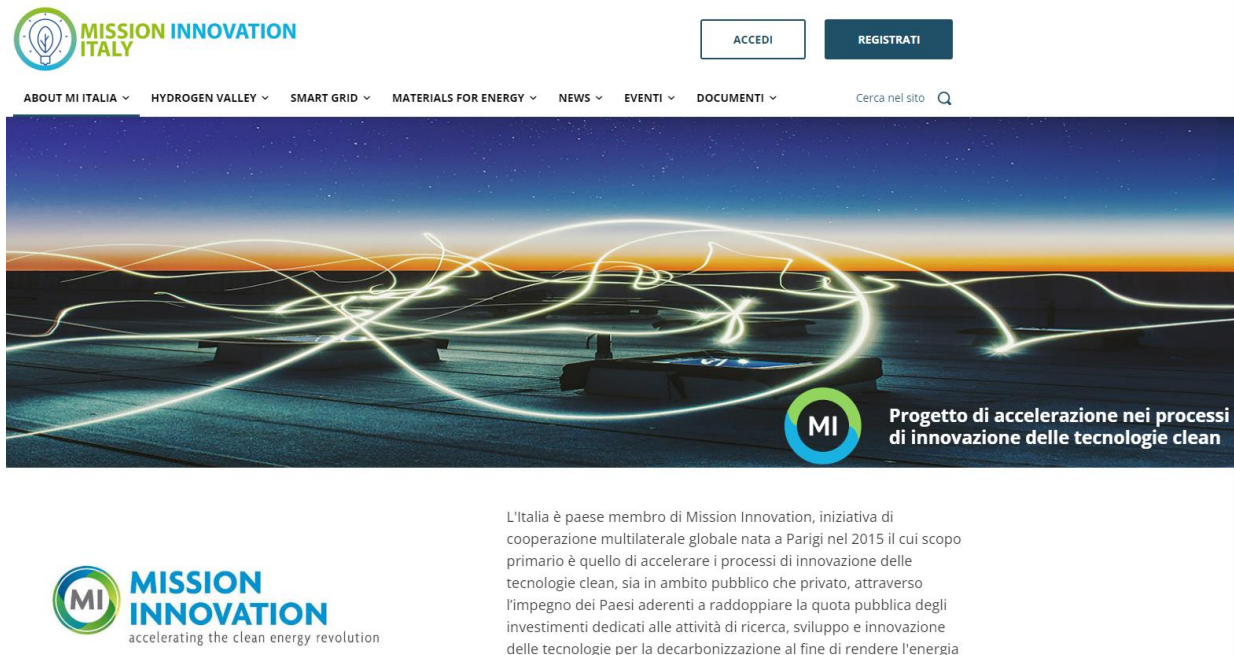 MISSION INNOVATION
ITALY
ACCEDI
REGISTRATI
ABOUT MI ITALIA
HYDROGEN VALLEY
SMART GRID
MATERIALS FOR ENERGY
NEWS
EVENTI
DOCUMENTI
Cerca nel sito
MI
Progetto di accelerazione nei processi
di innovazione delle tecnologie clean
MI
MISSION
INNOVATION
accelerating the clean energy revolution
L'Italia è paese membro di Mission Innovation, iniziativa di
cooperazione multilaterale globale nata a Parigi nel 2015 il cui scopo
primario è quello di accelerare i processi di innovazione delle
tecnologie clean, sia in ambito pubblico che privato, attraverso
l’impegno dei Paesi aderenti a raddoppiare la quota pubblica degli
investimenti dedicati alle attività di ricerca, sviluppo e innovazione
delle tecnologie per la decarbonizzazione al fine di rendere l'energia